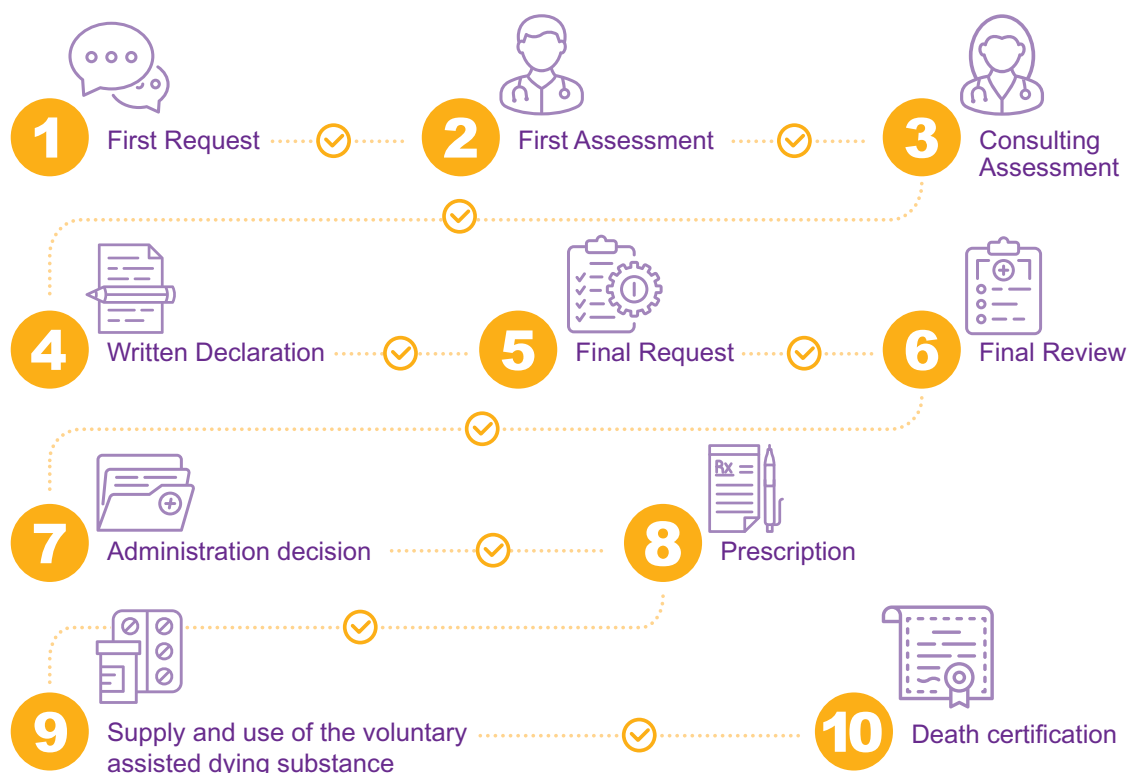 1 First Request
2 First Assessment
3 Consulting
Assessment
4 Written Declaration
5 Final Request
6 Final Review
7 Administration decision
Rx
8 Prescription
9 Supply and use of the voluntary
assisted dying substance
10 Death certification